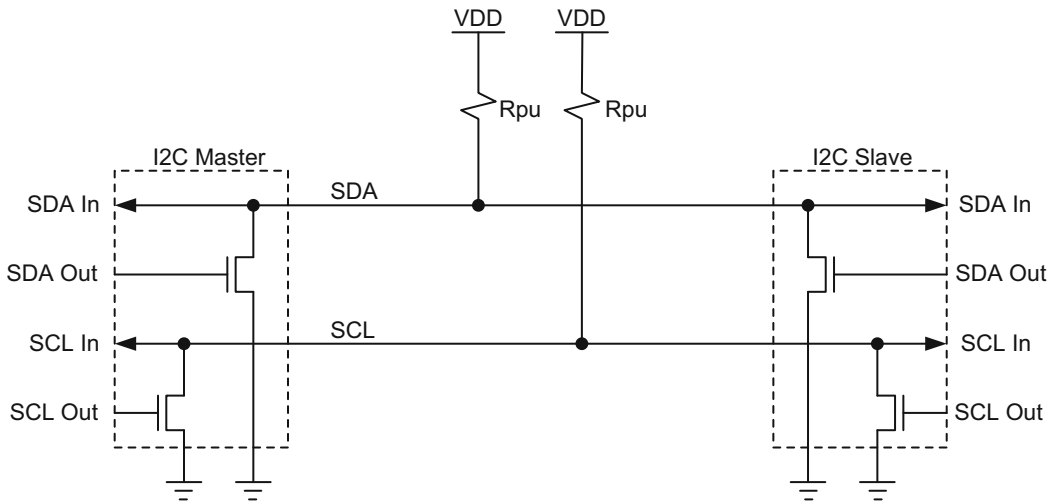 VDD VDD
Rpu Rpu
I2C Master I2C Slave
SDA In SDA SDA In
SDA Out SDA Out
SCL In SCL SCL In
SCL Out SCL Out